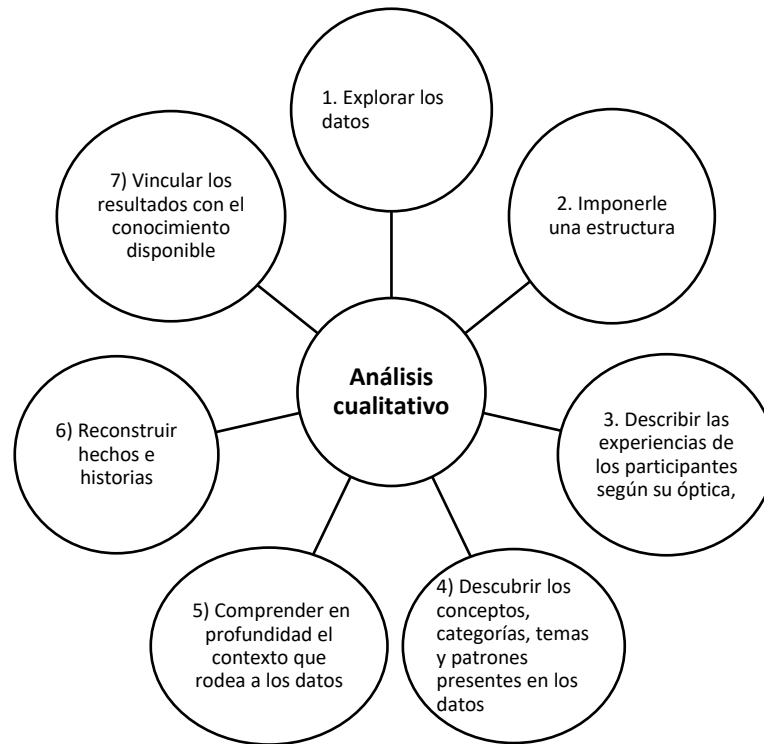 1. Explorar los
datos
2. Imponerle
una estructura
3. Describir las
experiencias de
los participantes
según su óptica,
4) Descubrir los
conceptos,
categorías, temas
y patrones
presentes en los
datos
5) Comprender en
profundidad el
contexto que
rodea a los datos
6) Reconstruir
hechos e
historias
7) Vincular los
resultados con el
conocimiento
disponible
Análisis
cualitativo